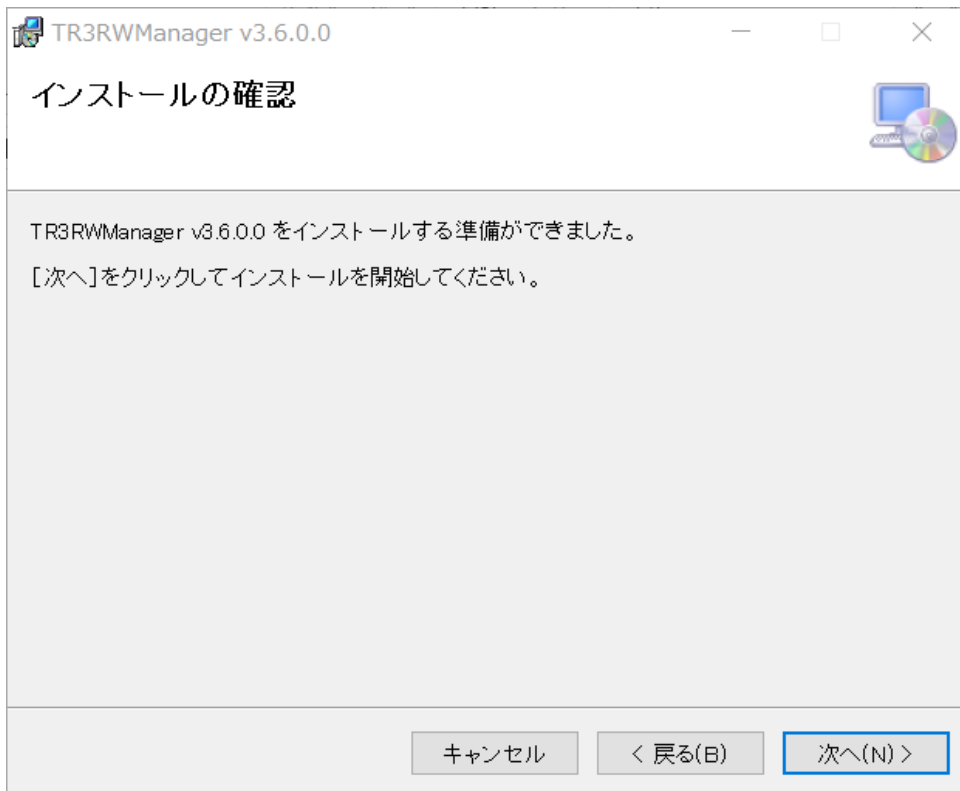 TR3RWManager v3.6.0.0
インストールの確認
TR3RWManager v3.6.0.0 をインストールする準備ができました。
[次へ]をクリックしてインストールを開始してください。
キャンセル
< 戻る(B)
次へ(N) >